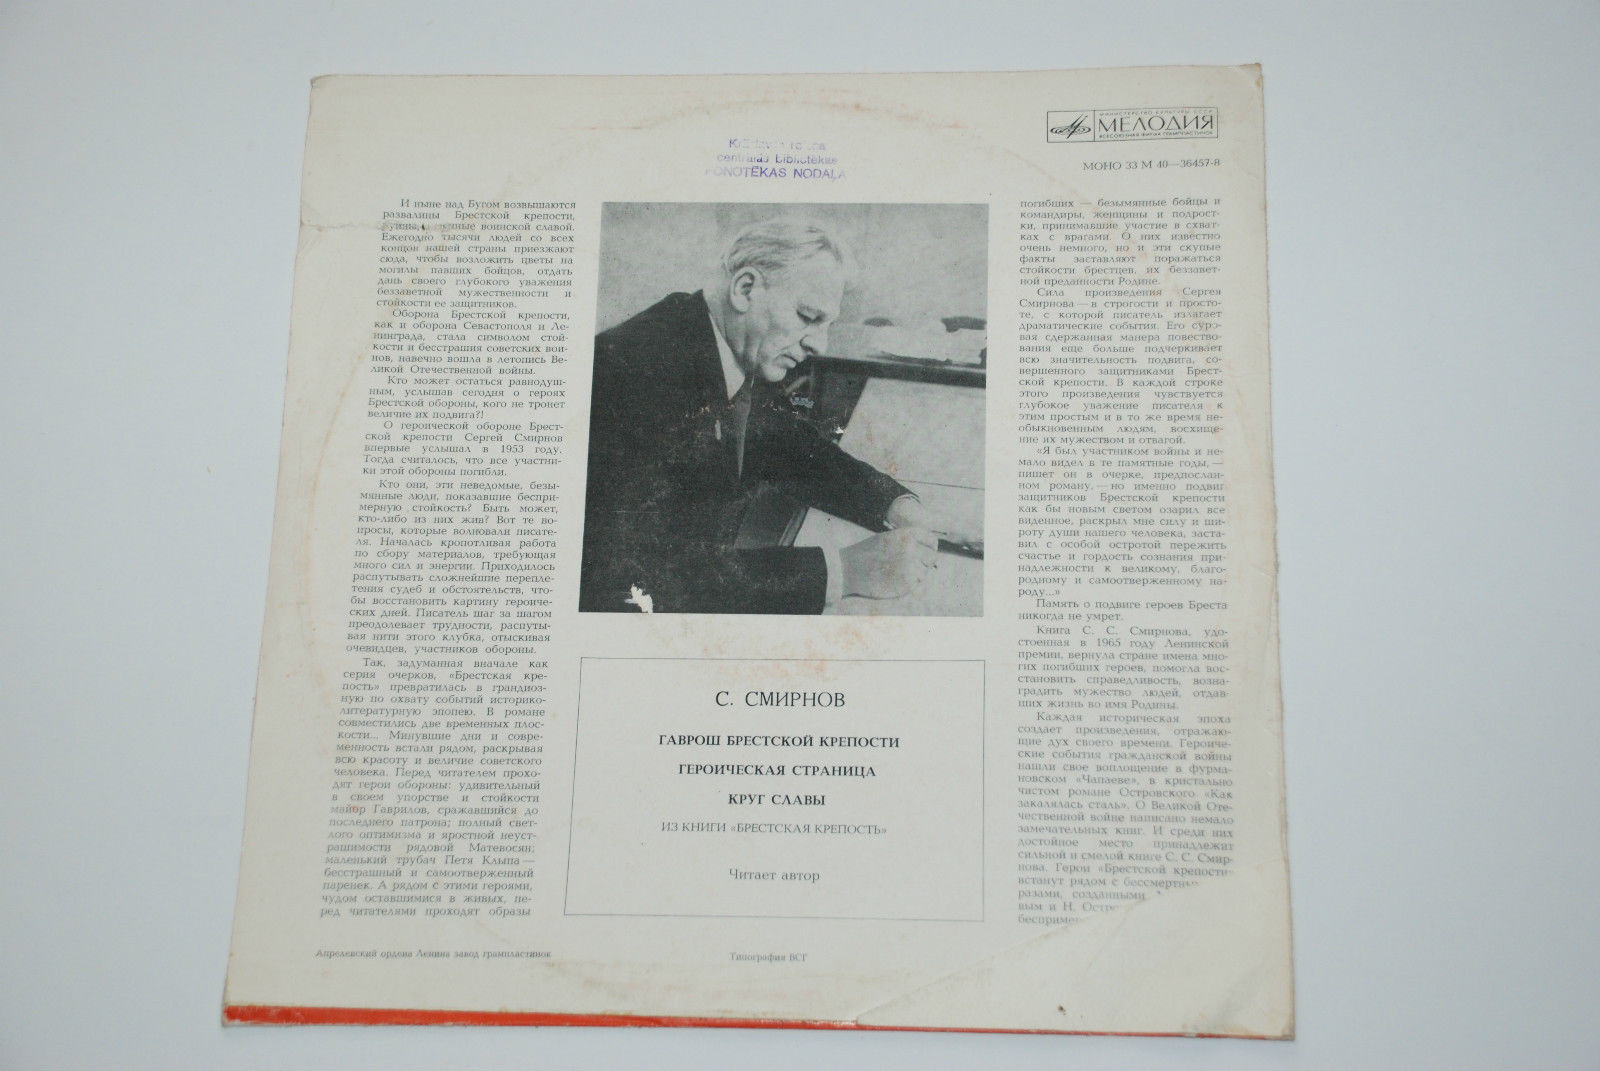 МИНИСТЕРСТВО КУЛЬТУРЫ СССР
МЕЛОДИЯ
ВСЕСОЮЗНАЯ ФИРМА ГРАМПЛАСТИНОК
МОНО 33 М 40—36457-8
centrālās bibliotēkas
FONOTĒKAS NODAĻA
И ныне над Бугом возвышаются
развалины Брестской крепости,
воинской славой.
Ежегодно тысячи людей со всех
концов нашей страны приезжают
сюда, чтобы возложить цветы на
могилы павших бойцов, отдать
дань своего глубокого уважения
беззаветной мужественности и
стойкости ее защитников.
Оборона Брестской крепости,
как и оборона Севастополя и Ле-
нинграда, стала символом стой-
кости и бесстрашия советских вои-
нов, навечно вошла в летопись Ве-
ликой Отечественной войны.
Кто может остаться равнодуш-
ным, услышав сегодня о героях
Брестской обороны, кого не тронет
величие их подвига?!
О героической обороне Брест-
ской крепости Сергей Смирнов
впервые услышал в 1953 году.
Тогда считалось, что все участни-
ки этой обороны погибли.
Кто они, эти неведомые, безы-
мянные люди, показавшие беспри-
мерную стойкость? Быть может,
кто-либо из них жив? Вот те во-
просы, которые волновали писате-
ля. Началась кропотливая работа
по сбору материалов, требующая
много сил и энергии. Приходилось
распутывать сложнейшие перепле-
тения судеб и обстоятельств, что-
бы восстановить картину героиче-
ских дней. Писатель шаг за шагом
преодолевает трудности, распуты-
вая нити этого клубка, отыскивая
очевидцев, участников обороны.
Так, задуманная вначале как
серия очерков, «Брестская кре-
пость» превратилась в грандиоз-
ную по охвату событий историко-
литературную эпопею. В романе
совместились две временных плос-
кости... Минувшие дни и совре-
менность встали рядом, раскрывая
всю красоту и величие советского
человека. Перед читателем прохо-
дят герои обороны: удивительный
в своем упорстве и стойкости
майор Гаврилов, сражавшийся до
последнего патрона; полный свет-
лого оптимизма и яростной неуст-
рашимости рядовой Матевосян;
маленький трубач Петя Клыпа—
бесстрашный и самоотверженный
паренек. А рядом с этими героями,
чудом оставшимися в живых, пе-
ред читателями проходят образы
С. СМИРНОВ
ГАВРОШ БРЕСТСКОЙ КРЕПОСТИ
ГЕРОИЧЕСКАЯ СТРАНИЦА
КРУГ СЛАВЫ
ИЗ КНИГИ «БРЕСТСКАЯ КРЕПОСТЬ»
Читает автор
погибших — безымянные бойцы и
командиры, женщины и подрост-
ки, принимавшие участие в схват-
ках с врагами. О них известно
очень немного, но и эти скупые
факты заставляют поражаться
стойкости брестцев, их беззавет-
ной преданности Родине.
Сила произведения Сергея
Смирнова — в строгости и просто-
те, с которой писатель излагает
драматические события. Его суро-
вая сдержанная манера повество-
вания еще больше подчеркивает
всю значительность подвига, со-
вершенного защитниками Брест-
ской крепости. В каждой строке
этого произведения чувствуется
глубокое уважение писателя к
этим простым и в то же время не-
обыкновенным людям, восхище-
ние их мужеством и отвагой.
«Я был участником войны и не-
мало видел в те памятные годы,—
пишет он в очерке, предпослан-
ном роману,— но именно подвиг
защитников Брестской крепости
как бы новым светом озарил все
виденное, раскрыл мне силу и ши-
роту души нашего человека, заста-
вил с особой остротой пережить
счастье и гордость сознания при-
надлежности к великому, благо-
родному и самоотверженному на-
роду...»
Память о подвиге героев Бреста
никогда не умрет.
Книга С. С. Смирнова, удо-
стоенная в 1965 году Ленинской
премии, вернула стране имена мно-
гих погибших героев, помогла вос-
становить справедливость, возна-
градить мужество людей, отдав-
ших жизнь во имя Родины.
Каждая историческая эпоха
создает произведения, отражаю-
щие дух своего времени. Героиче-
ские события гражданской войны
нашли свое воплощение в фурма-
новском «Чапаеве», в кристально
чистом романе Островского «Как
закалялась сталь». О Великой Оте-
чественной войне написано немало
замечательных книг. И среди них
достойное место принадлежит
сильной и смелой книге С. С. Смир-
нова. Герои «Брестской крепости»
встанут рядом с
разами, созданными
вым и Н.
Апрелевский ордена Ленина завод грампластинок
Типография ВСГ